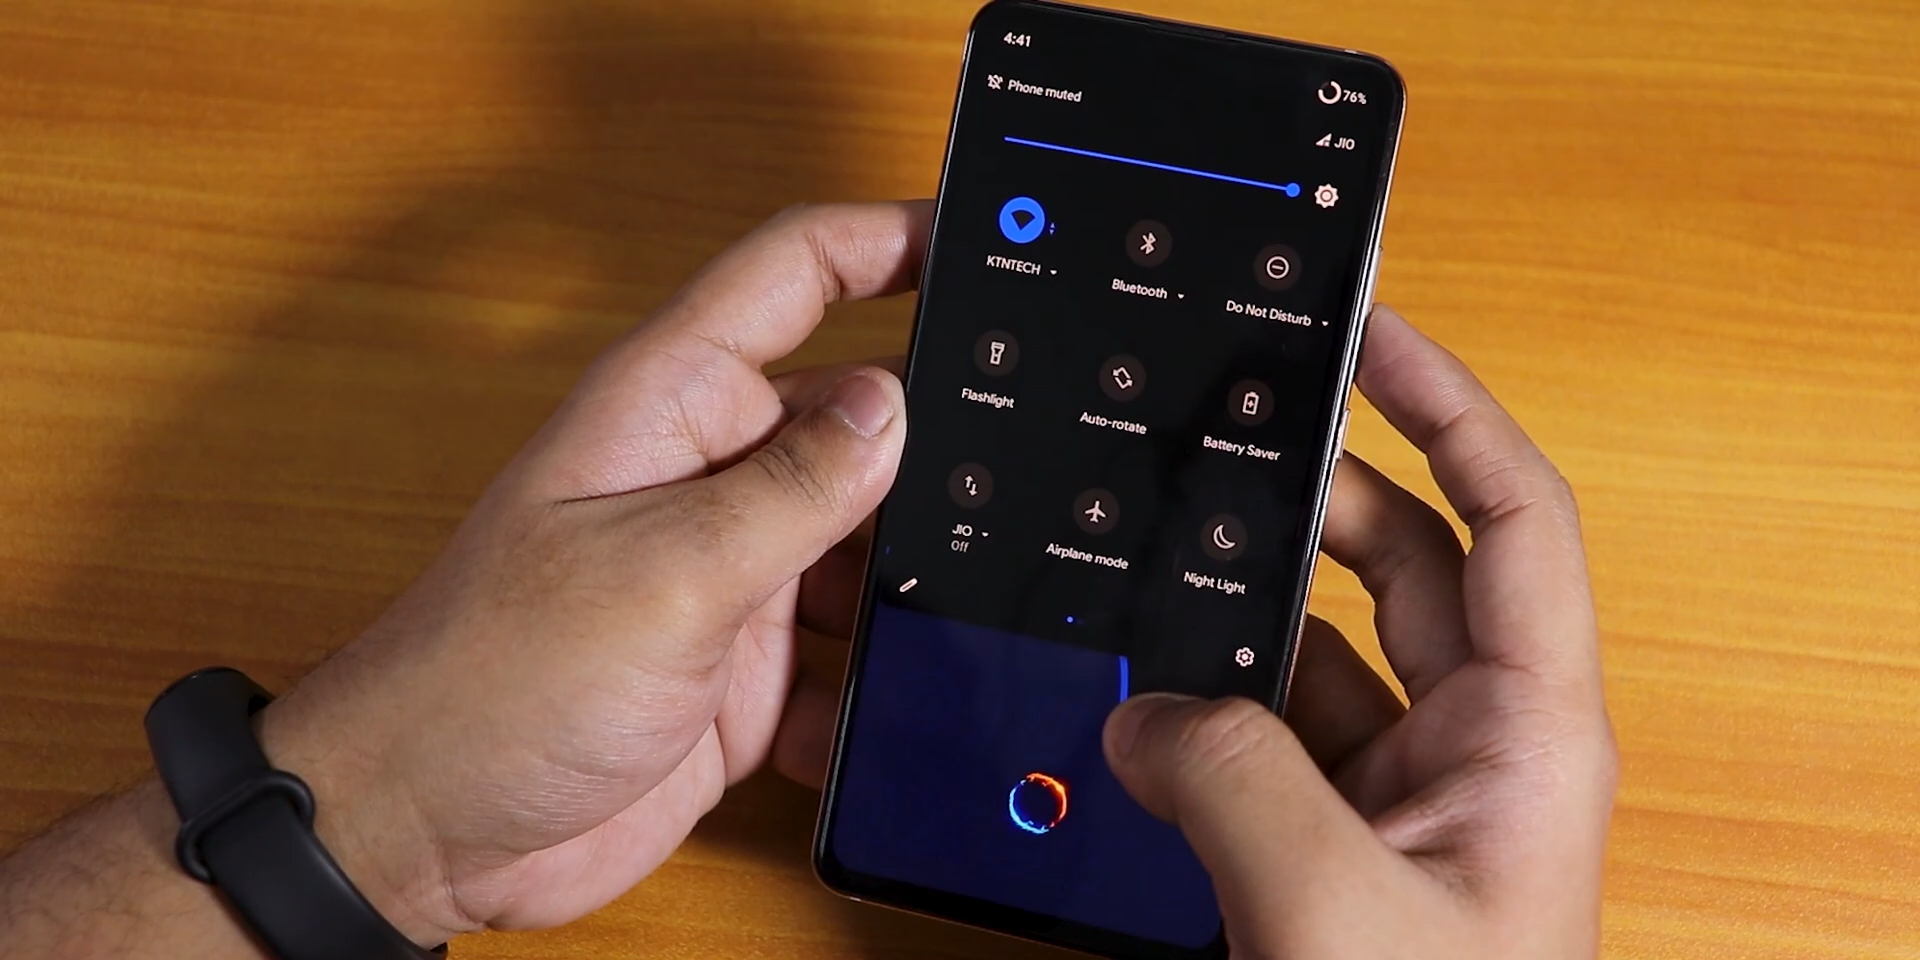 4:41
Phone muted
76%
JIO
KTNTECH
Bluetooth
Do Not Disturb
Flashlight
Auto-rotate
Battery Saver
JIO
Off
Airplane mode
Night Light